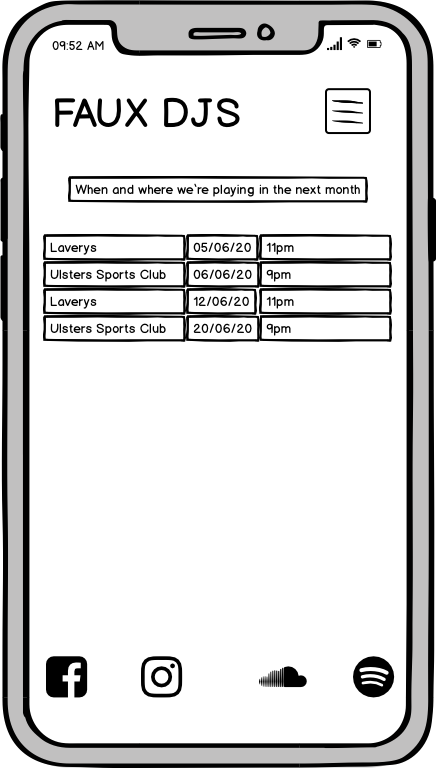 09:52 AM
FAUX DJS
When and where we`re playing in the next month
Laverys 05/06/20 11pm
Ulsters Sports Club 06/06/20 9pm
Laverys 12/06/20 11pm
Ulsters Sports Club 20/06/20 9pm